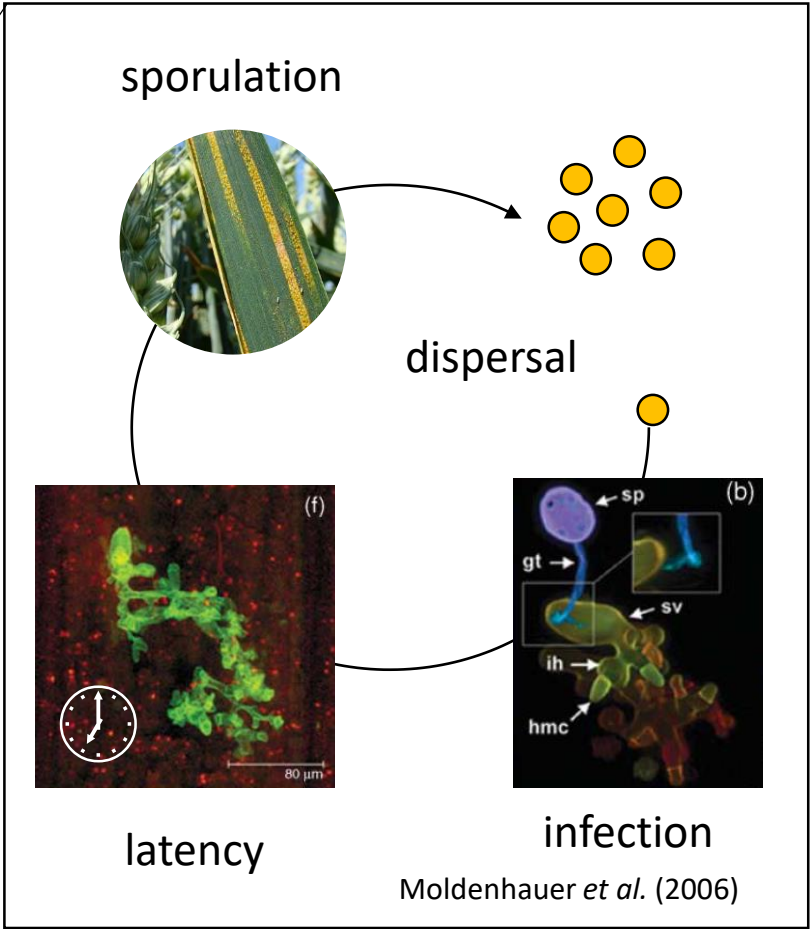 sporulation
dispersal
(f)
80 µm
latency
(b)
sp
gt
sv
ih
hmc
infection
Moldenhauer et al. (2006)